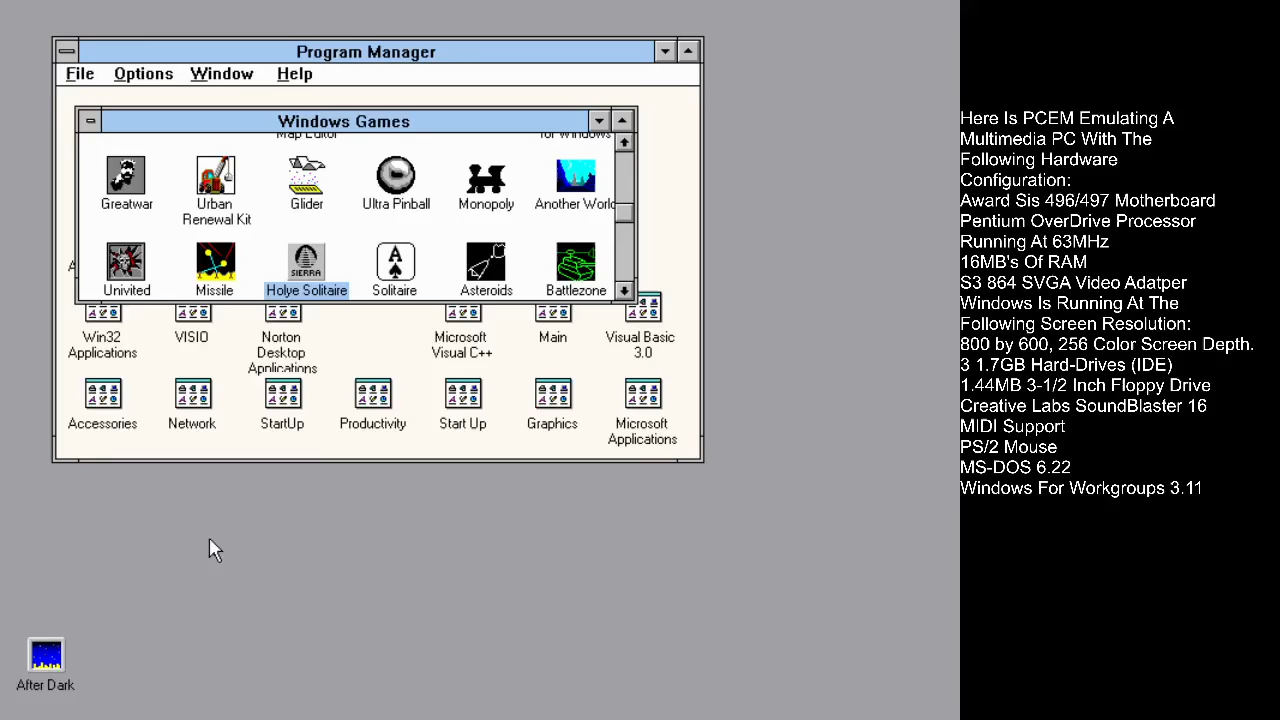 Program Manager
File Options Window Help
Windows Games
Map Editor for Windows
Greatwar Urban Glider Ultra Pinball Monopoly Another World
Renewal Kit
SIERRA A
Univited Missile Holye Solitaire Solitaire Asteroids Battlezone
Win32 VISIO Norton Microsoft Main Visual Basic
Applications Desktop Visual C++ 3.0
Applications
Accessories Network StartUp Productivity Start Up Graphics Microsoft
Applications
After Dark
Here Is PCEM Emulating A
Multimedia PC With The
Following Hardware
Configuration:
Award Sis 496/497 Motherboard
Pentium OverDrive Processor
Running At 63MHz
16MB's Of RAM
S3 864 SVGA Video Adatper
Windows Is Running At The
Following Screen Resolution:
800 by 600, 256 Color Screen Depth.
3 1.7GB Hard-Drives (IDE)
1.44MB 3-1/2 Inch Floppy Drive
Creative Labs SoundBlaster 16
MIDI Support
PS/2 Mouse
MS-DOS 6.22
Windows For Workgroups 3.11